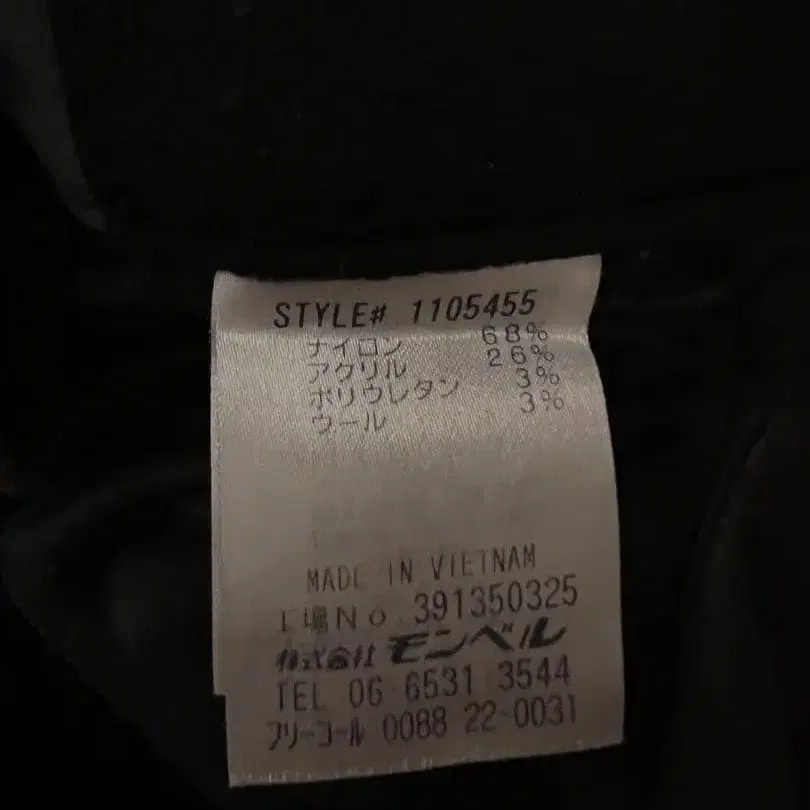 STYLE# 1105455
ナイロン 68%
アクリル 26%
ポリウレタン 3%
ウール 3%
MADE IN VIETNAM
工場No. 391350325
株式会社 モンベル
TEL 06 6531 3544
フリーコール 0088 22-0031